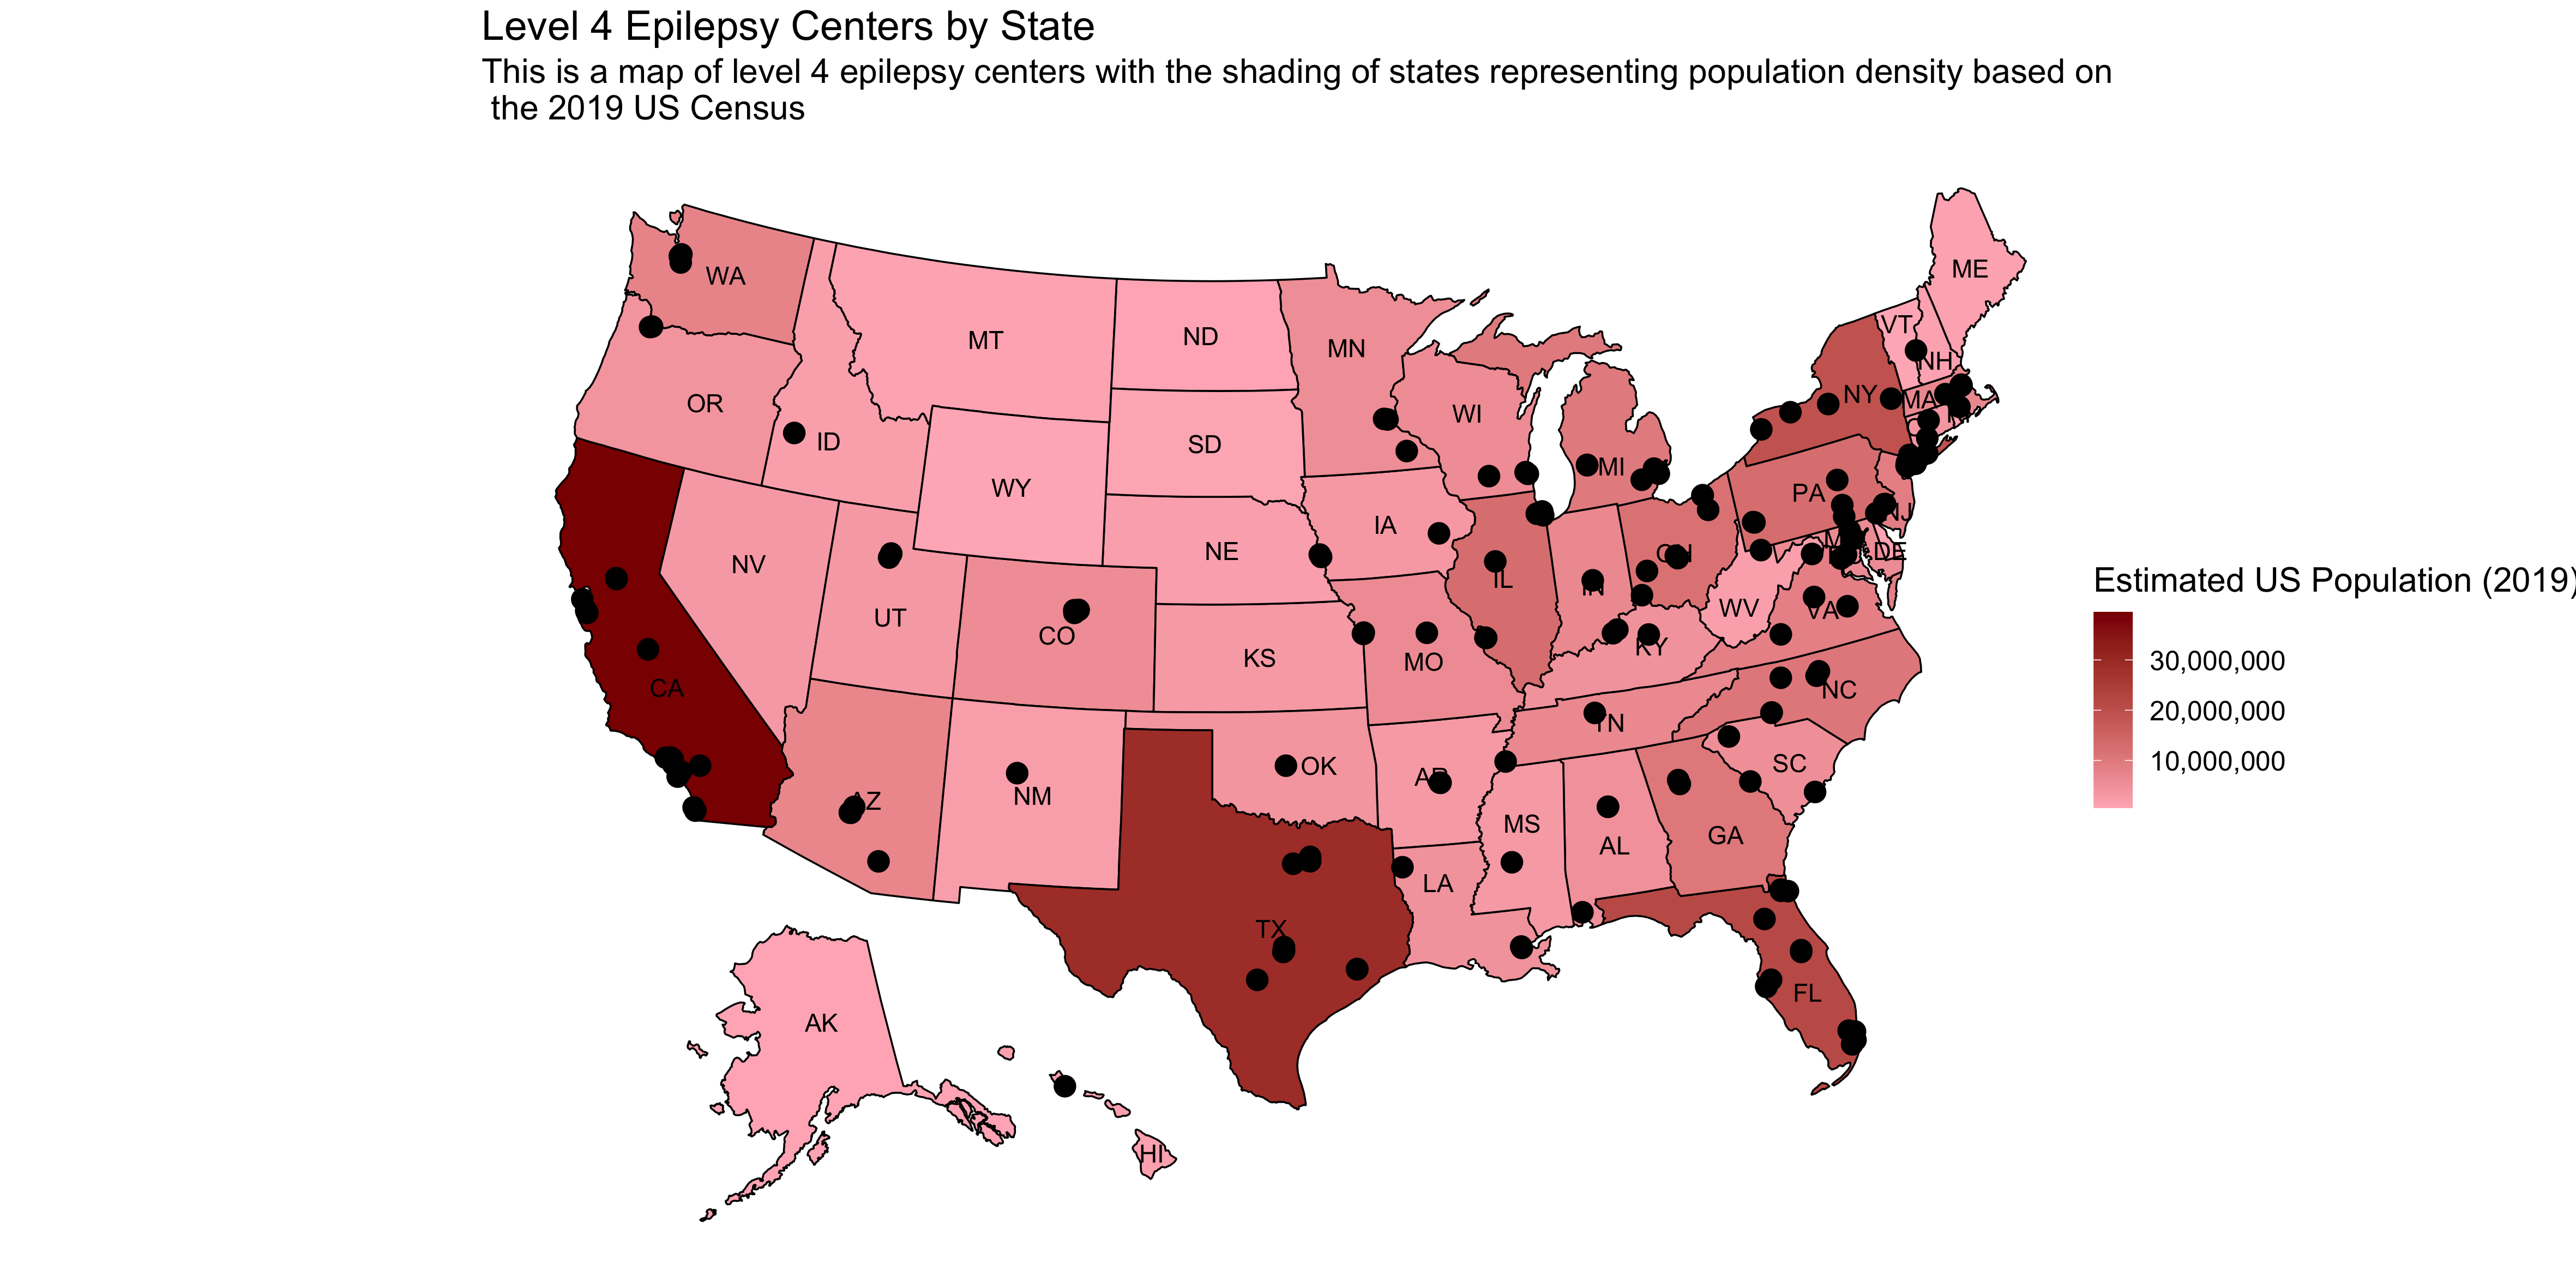 Level 4 Epilepsy Centers by State
This is a map of level 4 epilepsy centers with the shading of states representing population density based on
the 2019 US Census
WA
MT
ND
MN
ME
VT
NH
OR
ID
SD
WI
NY
MA
WY
MI
IA
PA
NJ
NE
NV
UT
CO
IL
IN
OH
DE
WV
VA
KS
MO
KY
CA
NC
TN
OK
AR
SC
NM
AZ
MS
AL
GA
LA
TX
FL
AK
HI
Estimated US Population (2019)
30,000,000
20,000,000
10,000,000